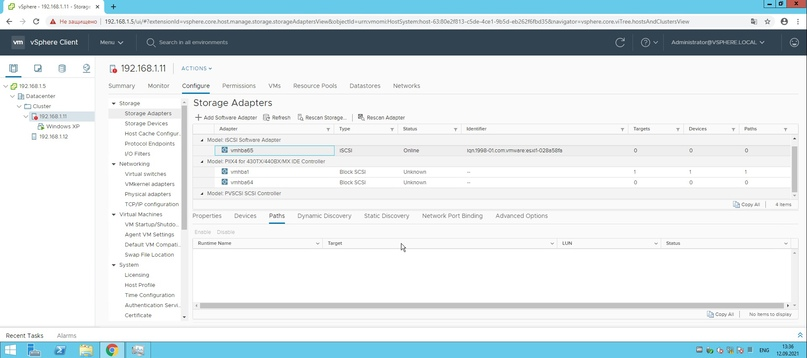 vSphere - 192.168.1.11 - Storag
Не защищено
192.168.1.5/ui/#?extensionId=vsphere.core.host.manage.storage.storageAdaptersView&objectId=urn:vmomi:HostSystem:host-63:80e2f813-c5de-4ce1-9b5d-eb262f6fbd35&navigator=vsphere.core.viTree.hostsAndClustersView
vm vSphere Client
Menu
Search in all environments
Administrator@VSPHERE.LOCAL
192.168.1.5
Datacenter
Cluster
192.168.1.11
Windows XP
192.168.1.12
192.168.1.11
ACTIONS
Summary Monitor Configure Permissions VMs Resource Pools Datastores Networks
Storage
Storage Adapters
Storage Devices
Host Cache Configur...
Protocol Endpoints
I/O Filters
Networking
Virtual switches
VMkernel adapters
Physical adapters
TCP/IP configuration
Virtual Machines
VM Startup/Shutdo...
Agent VM Settings
Default VM Compati...
Swap File Location
System
Licensing
Host Profile
Time Configuration
Authentication Servi...
Certificate
Storage Adapters
Add Software Adapter Refresh Rescan Storage... Rescan Adapter
Adapter Type Status Identifier Targets Devices Paths
Model: iSCSI Software Adapter
vmhba65 iSCSI Online iqn.1998-01.com.vmware:esxi1-028a58fe 0 0 0
Model: PIIX4 for 430TX/440BX/MX IDE Controller
vmhba1 Block SCSI Unknown -- 1 1 1
vmhba64 Block SCSI Unknown -- 0 0 0
Model: PVSCSI SCSI Controller
Copy All 4 items
Properties Devices Paths Dynamic Discovery Static Discovery Network Port Binding Advanced Options
Enable Disable
Runtime Name Target LUN Status
Copy All No items to display
Recent Tasks Alarms
ENG
13:36
12.09.2021